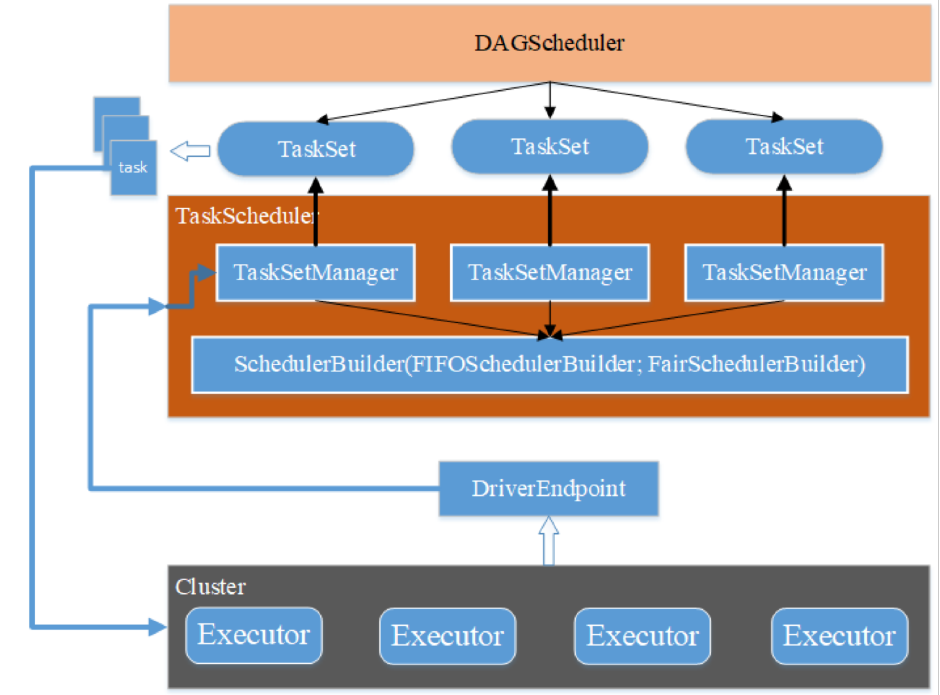 DAGScheduler
TaskSet
TaskSet
TaskSet
task
TaskScheduler
TaskSetManager
TaskSetManager
TaskSetManager
SchedulerBuilder(FIFOSchedulerBuilder; FairSchedulerBuilder)
DriverEndpoint
Cluster
Executor
Executor
Executor
Executor